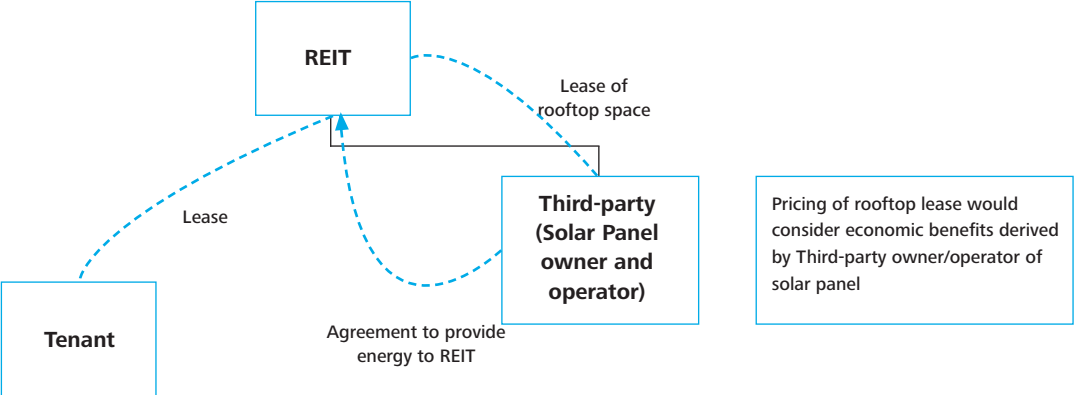 REIT
Lease of
rooftop space
Lease
Third-party
(Solar Panel
owner and
operator)
Pricing of rooftop lease would
consider economic benefits derived
by Third-party owner/operator of
solar panel
Tenant
Agreement to provide
energy to REIT